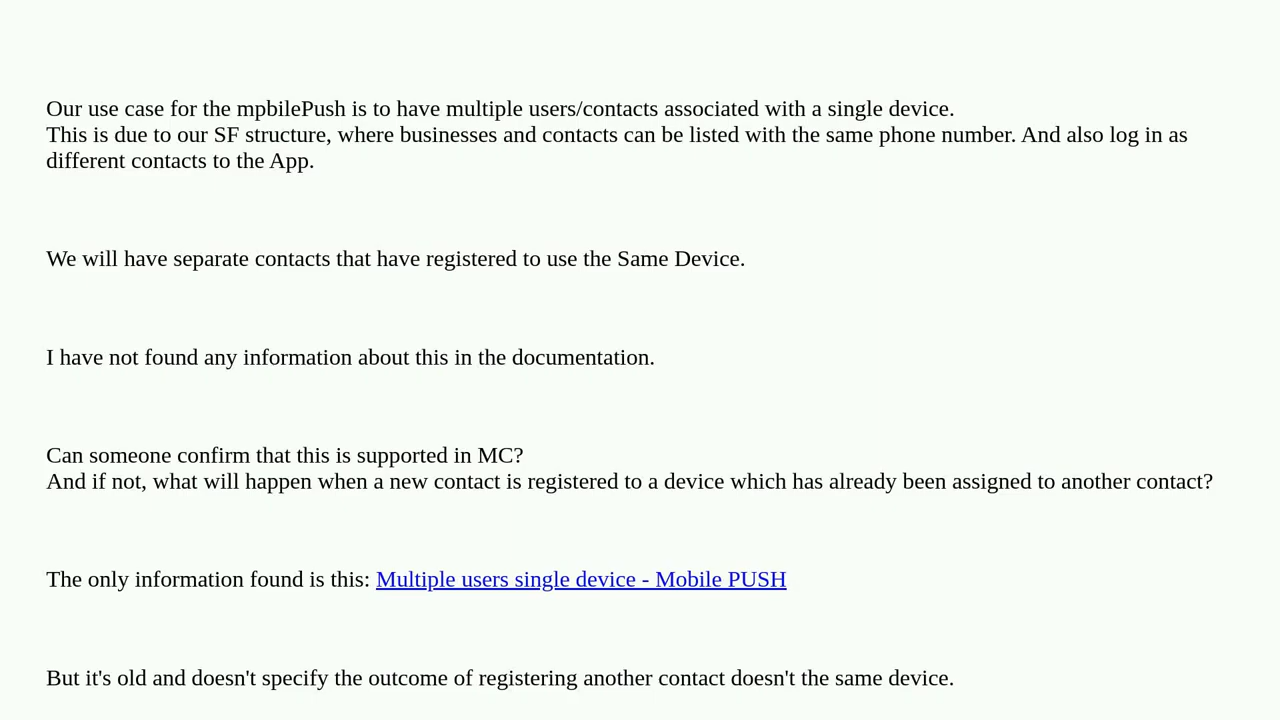 Our use case for the mpbilePush is to have multiple users/contacts associated with a single device.
This is due to our SF structure, where businesses and contacts can be listed with the same phone number. And also log in as
different contacts to the App.
We will have separate contacts that have registered to use the Same Device.
I have not found any information about this in the documentation.
Can someone confirm that this is supported in MC?
And if not, what will happen when a new contact is registered to a device which has already been assigned to another contact?
The only information found is this: Multiple users single device - Mobile PUSH
But it's old and doesn't specify the outcome of registering another contact doesn't the same device.